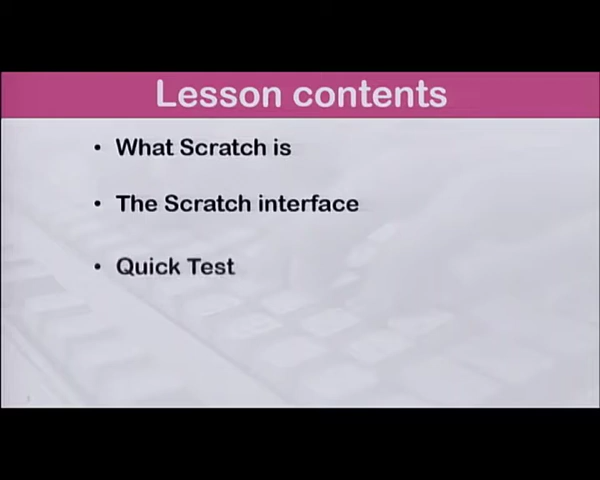 Lesson contents
• What Scratch is
• The Scratch interface
• Quick Test